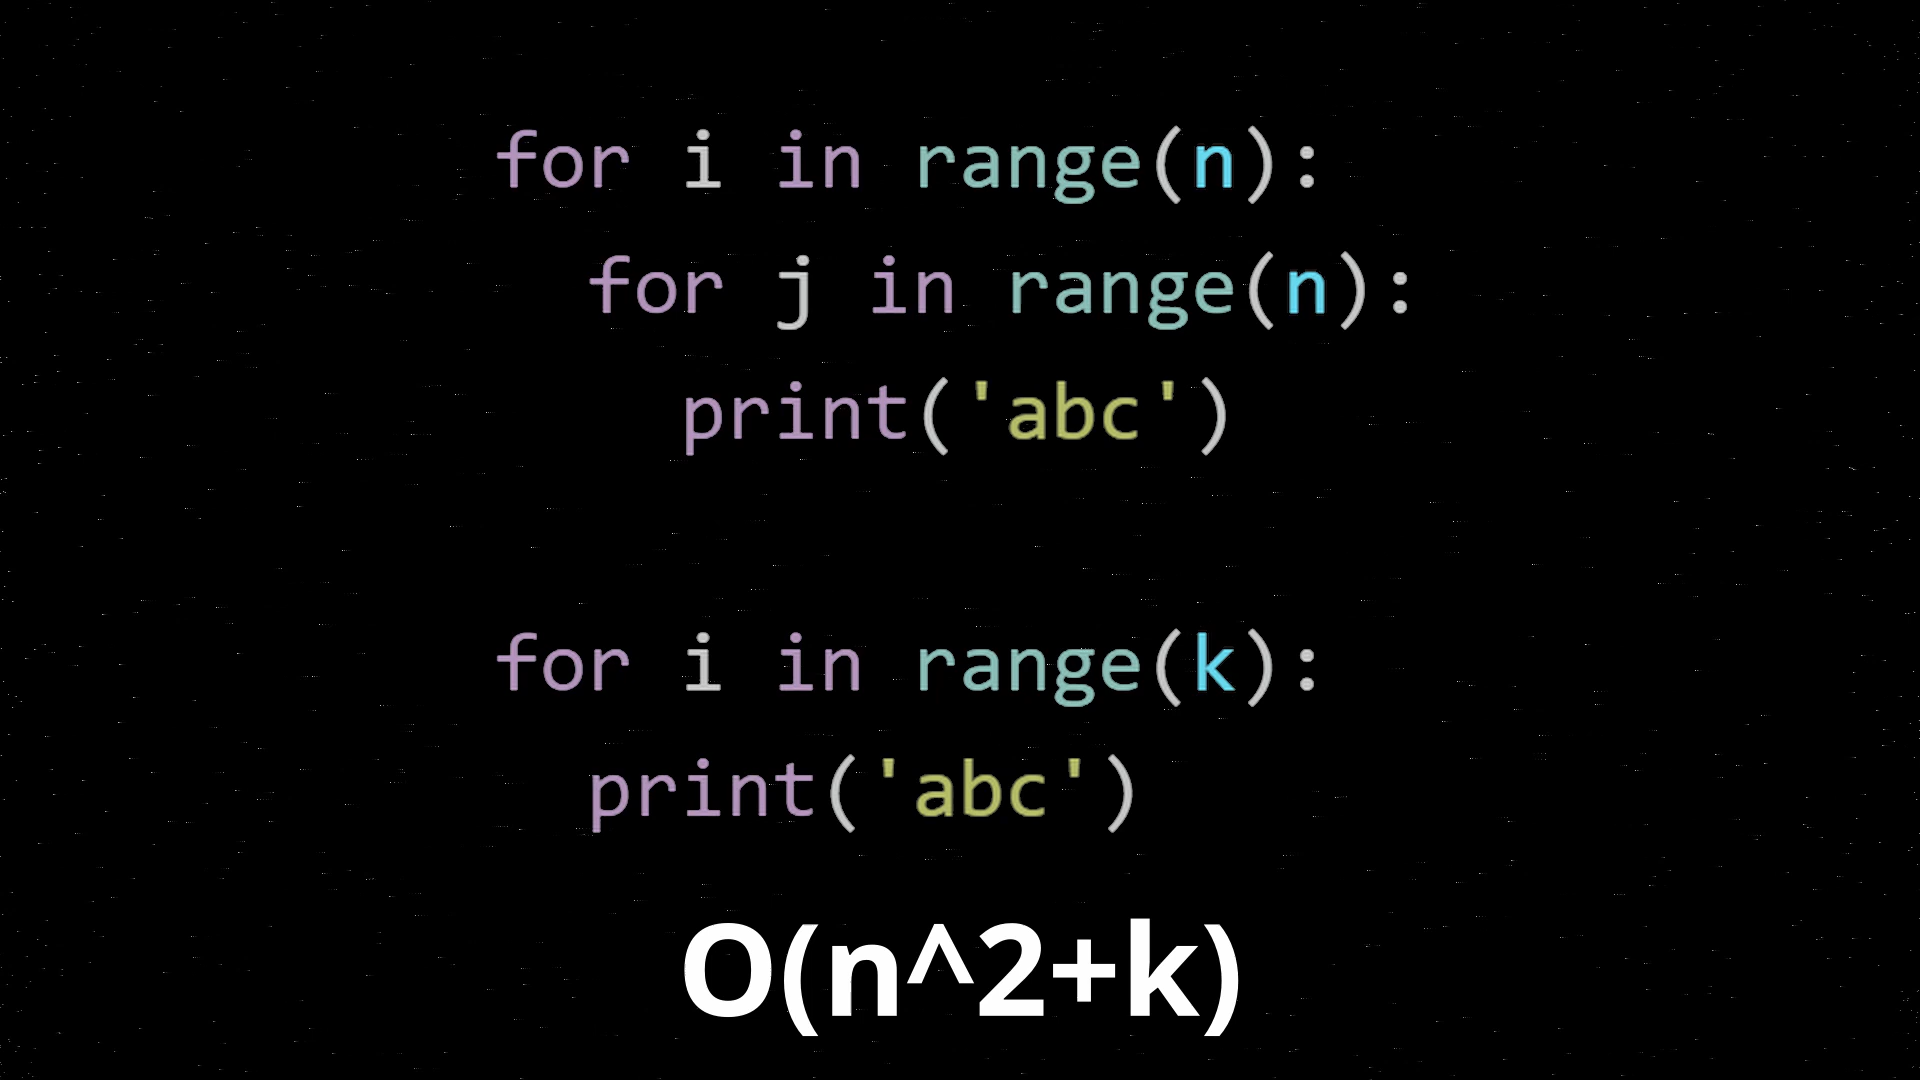 for i in range(n):
  for j in range(n):
    print('abc')
for i in range(k):
  print('abc')
O(n^2+k)